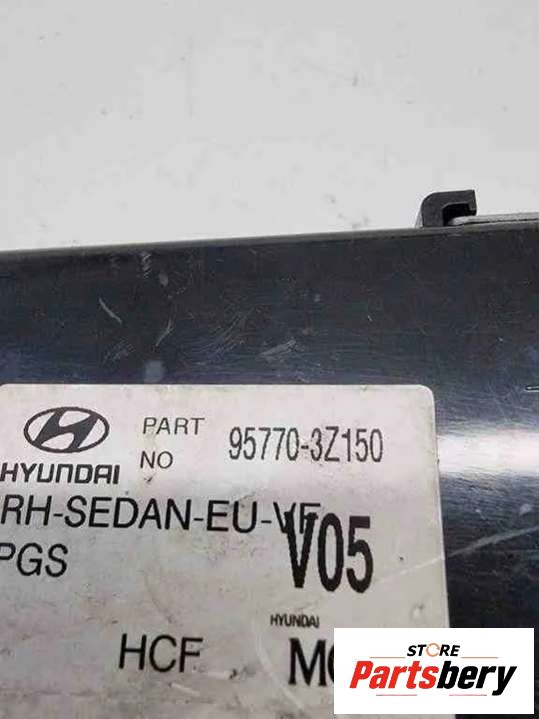 PART NO 95770-3Z150
HYUNDAI
RH-SEDAN-EU-VF
PGS
V05
HYUNDAI
HCF
STORE
Partsbery